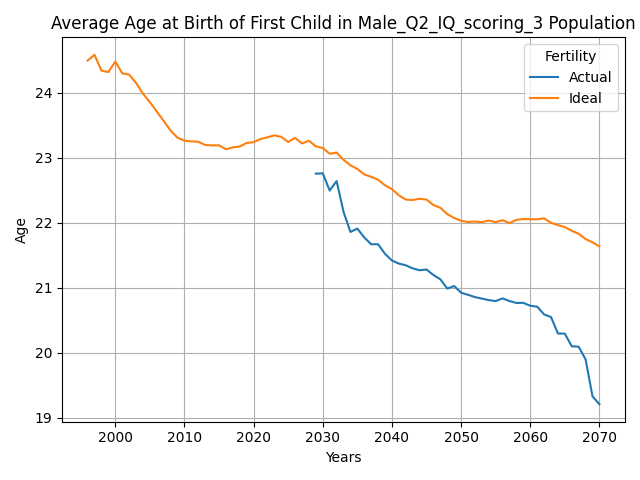 Average Age at Birth of First Child in Male_Q2_IQ_scoring_3 Population
Fertility
Actual
Ideal
Age
24
23
22
21
20
19
2000 2010 2020 2030 2040 2050 2060 2070
Years